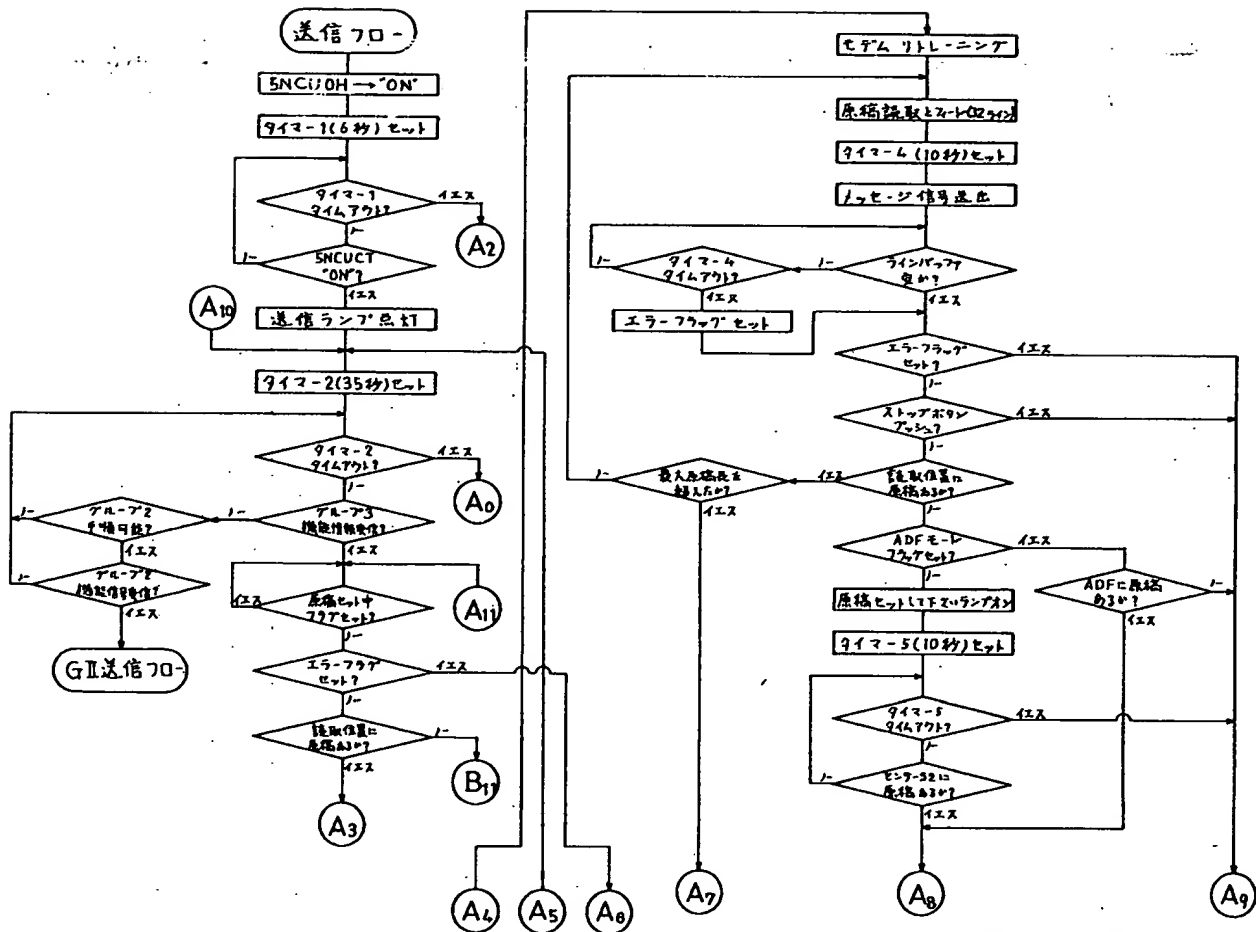 送信フロー
5NCU;OH→"ON"
タイマー1(6秒)セット
タイマー1
タイムアウト?
イエス
ノー
A2
5NCUCT
"ON"?
ノー
イエス
A10
送信ランプ点灯
タイマー2(35秒)セット
タイマー2
タイムアウト?
イエス
ノー
A0
グループ3
機能情報受信?
ノー
イエス
グループ2
手順可能?
ノー
イエス
グループ2
機能信号受信?
ノー
イエス
GⅡ送信フロー
原稿セット中
フラグセット?
イエス
ノー
A11
エラーフラグ
セット?
イエス
ノー
読取位置に
原稿あるか?
ノー
イエス
B11
A3
A4
A5
A6
モデムリトレーニング
原稿読取とフィード(32ライン)
タイマー4(10秒)セット
メッセージ信号送出
ラインバッファ
空か?
ノー
イエス
タイマー4
タイムアウト?
ノー
イエス
エラーフラッグセット
エラーフラッグ
セット?
イエス
ノー
ストップボタン
プッシュ?
イエス
ノー
読取位置に
原稿あるか?
イエス
ノー
最大原稿長を
超えたか?
ノー
イエス
ADFモード
フラッグセット?
イエス
ノー
ADFに原稿
あるか?
ノー
イエス
原稿セットして下さいランプオン
タイマー5(10秒)セット
タイマー5
タイムアウト?
イエス
ノー
センサーS2に
原稿あるか?
ノー
イエス
A7
A8
A9